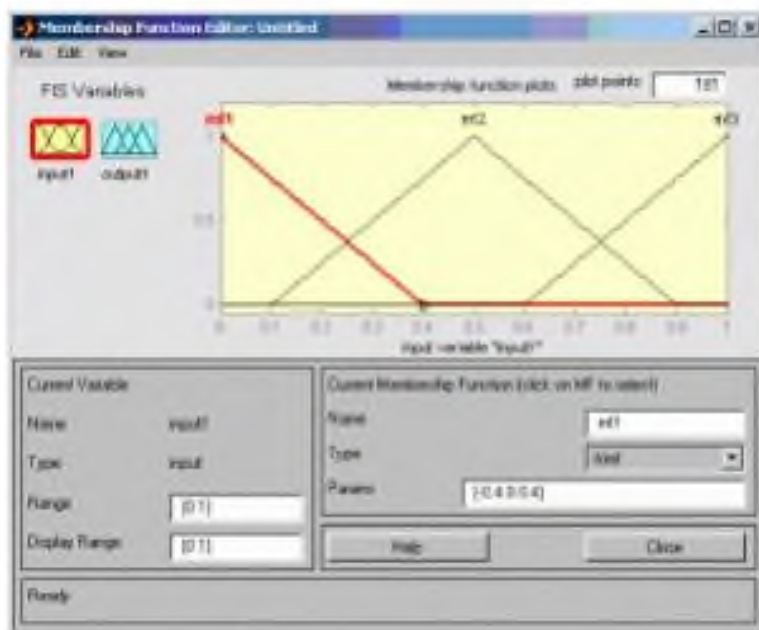 Membership Function Editor: Untitled
File Edit View
FIS Variables
Membership function plots plot points: 181
input1 output1
mf1 mf2 mf3
1
0.5
0
0 0.1 0.2 0.3 0.4 0.5 0.6 0.7 0.8 0.9 1
input variable "input1"
Current Variable
Name input1
Type input
Range [0 1]
Display Range [0 1]
Current Membership Function (click on MF to select)
Name mf1
Type trimf
Params [-0.4 0 0.4]
Help Close
Ready